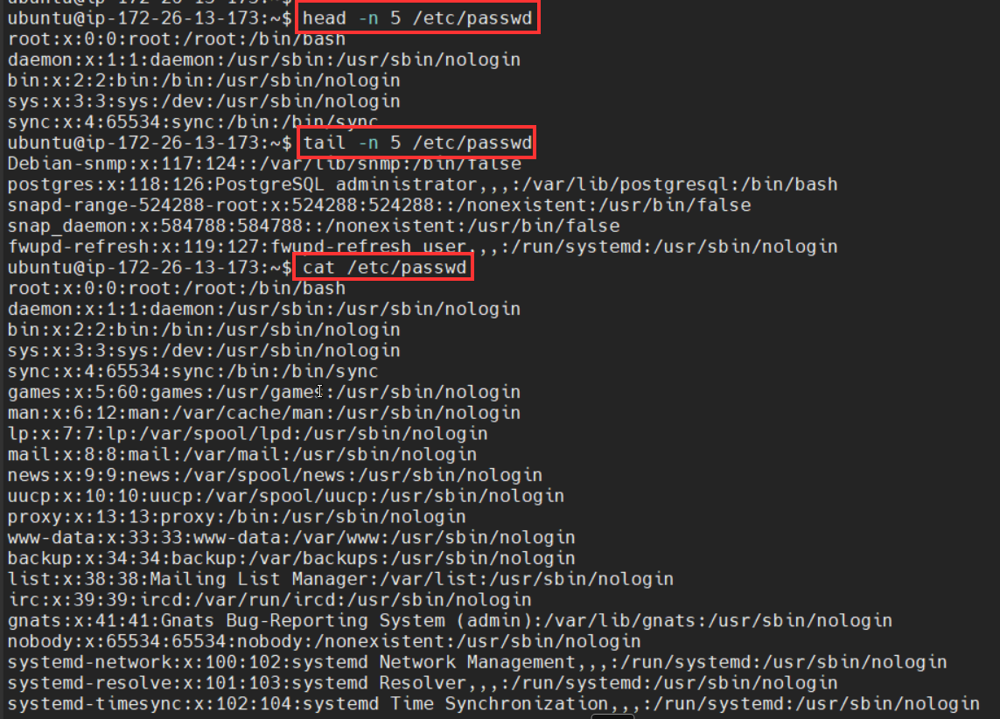 ubuntu@ip-172-26-13-173:~$ head -n 5 /etc/passwd
root:x:0:0:root:/root:/bin/bash
daemon:x:1:1:daemon:/usr/sbin:/usr/sbin/nologin
bin:x:2:2:bin:/bin:/usr/sbin/nologin
sys:x:3:3:sys:/dev:/usr/sbin/nologin
sync:x:4:65534:sync:/bin:/bin/sync
ubuntu@ip-172-26-13-173:~$ tail -n 5 /etc/passwd
Debian-snmp:x:117:124::/var/lib/snmp:/bin/false
postgres:x:118:126:PostgreSQL administrator,,,:/var/lib/postgresql:/bin/bash
snapd-range-524288-root:x:524288:524288::/nonexistent:/usr/bin/false
snap_daemon:x:584788:584788::/nonexistent:/usr/bin/false
fwupd-refresh:x:119:127:fwupd-refresh user,,,:/run/systemd:/usr/sbin/nologin
ubuntu@ip-172-26-13-173:~$ cat /etc/passwd
root:x:0:0:root:/root:/bin/bash
daemon:x:1:1:daemon:/usr/sbin:/usr/sbin/nologin
bin:x:2:2:bin:/bin:/usr/sbin/nologin
sys:x:3:3:sys:/dev:/usr/sbin/nologin
sync:x:4:65534:sync:/bin:/bin/sync
games:x:5:60:games:/usr/games:/usr/sbin/nologin
man:x:6:12:man:/var/cache/man:/usr/sbin/nologin
lp:x:7:7:lp:/var/spool/lpd:/usr/sbin/nologin
mail:x:8:8:mail:/var/mail:/usr/sbin/nologin
news:x:9:9:news:/var/spool/news:/usr/sbin/nologin
uucp:x:10:10:uucp:/var/spool/uucp:/usr/sbin/nologin
proxy:x:13:13:proxy:/bin:/usr/sbin/nologin
www-data:x:33:33:www-data:/var/www:/usr/sbin/nologin
backup:x:34:34:backup:/var/backups:/usr/sbin/nologin
list:x:38:38:Mailing List Manager:/var/list:/usr/sbin/nologin
irc:x:39:39:ircd:/var/run/ircd:/usr/sbin/nologin
gnats:x:41:41:Gnats Bug-Reporting System (admin):/var/lib/gnats:/usr/sbin/nologin
nobody:x:65534:65534:nobody:/nonexistent:/usr/sbin/nologin
systemd-network:x:100:102:systemd Network Management,,,:/run/systemd:/usr/sbin/nologin
systemd-resolve:x:101:103:systemd Resolver,,,:/run/systemd:/usr/sbin/nologin
systemd-timesync:x:102:104:systemd Time Synchronization,,,:/run/systemd:/usr/sbin/nologin